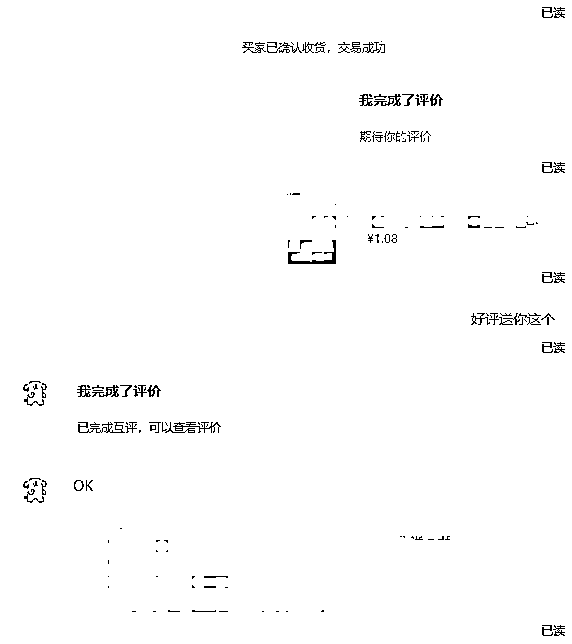 已读
买家已确认收货，交易成功
我完成了评价
期待你的评价
已读
¥1.08
已读
好评送你这个
已读
我完成了评价
已完成互评，可以查看评价
OK
已读